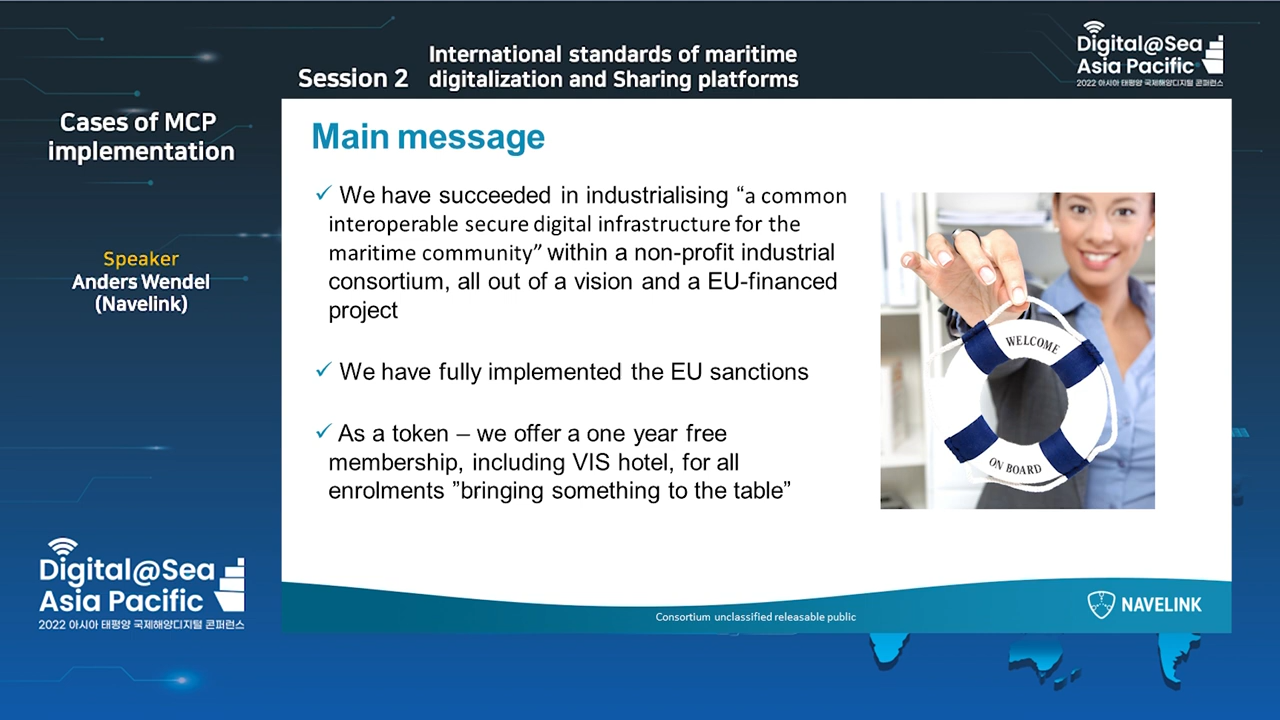 International standards of maritime
Session 2 digitalization and Sharing platforms
Digital@Sea
Asia Pacific
2022 아시아 태평양 국제해양디지털 콘퍼런스
Cases of MCP
implementation
Speaker
Anders Wendel
(Navelink)
Main message
✓ We have succeeded in industrialising “a common
interoperable secure digital infrastructure for the
maritime community” within a non-profit industrial
consortium, all out of a vision and a EU-financed
project
✓ We have fully implemented the EU sanctions
✓ As a token – we offer a one year free
membership, including VIS hotel, for all
enrolments ”bringing something to the table”
WELCOME
ON BOARD
Digital@Sea
Asia Pacific
2022 아시아 태평양 국제해양디지털 콘퍼런스
Consortium unclassified releasable public
NAVELINK